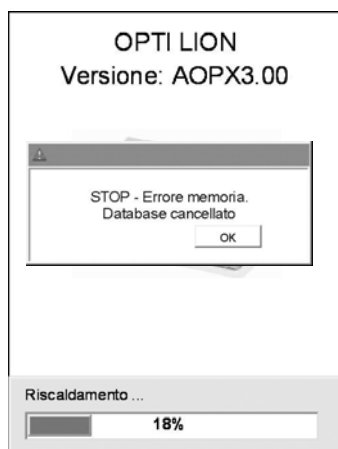 OPTI LION
Versione: AOPX3.00
STOP - Errore memoria.
Database cancellato
OK
Riscaldamento ...
18%